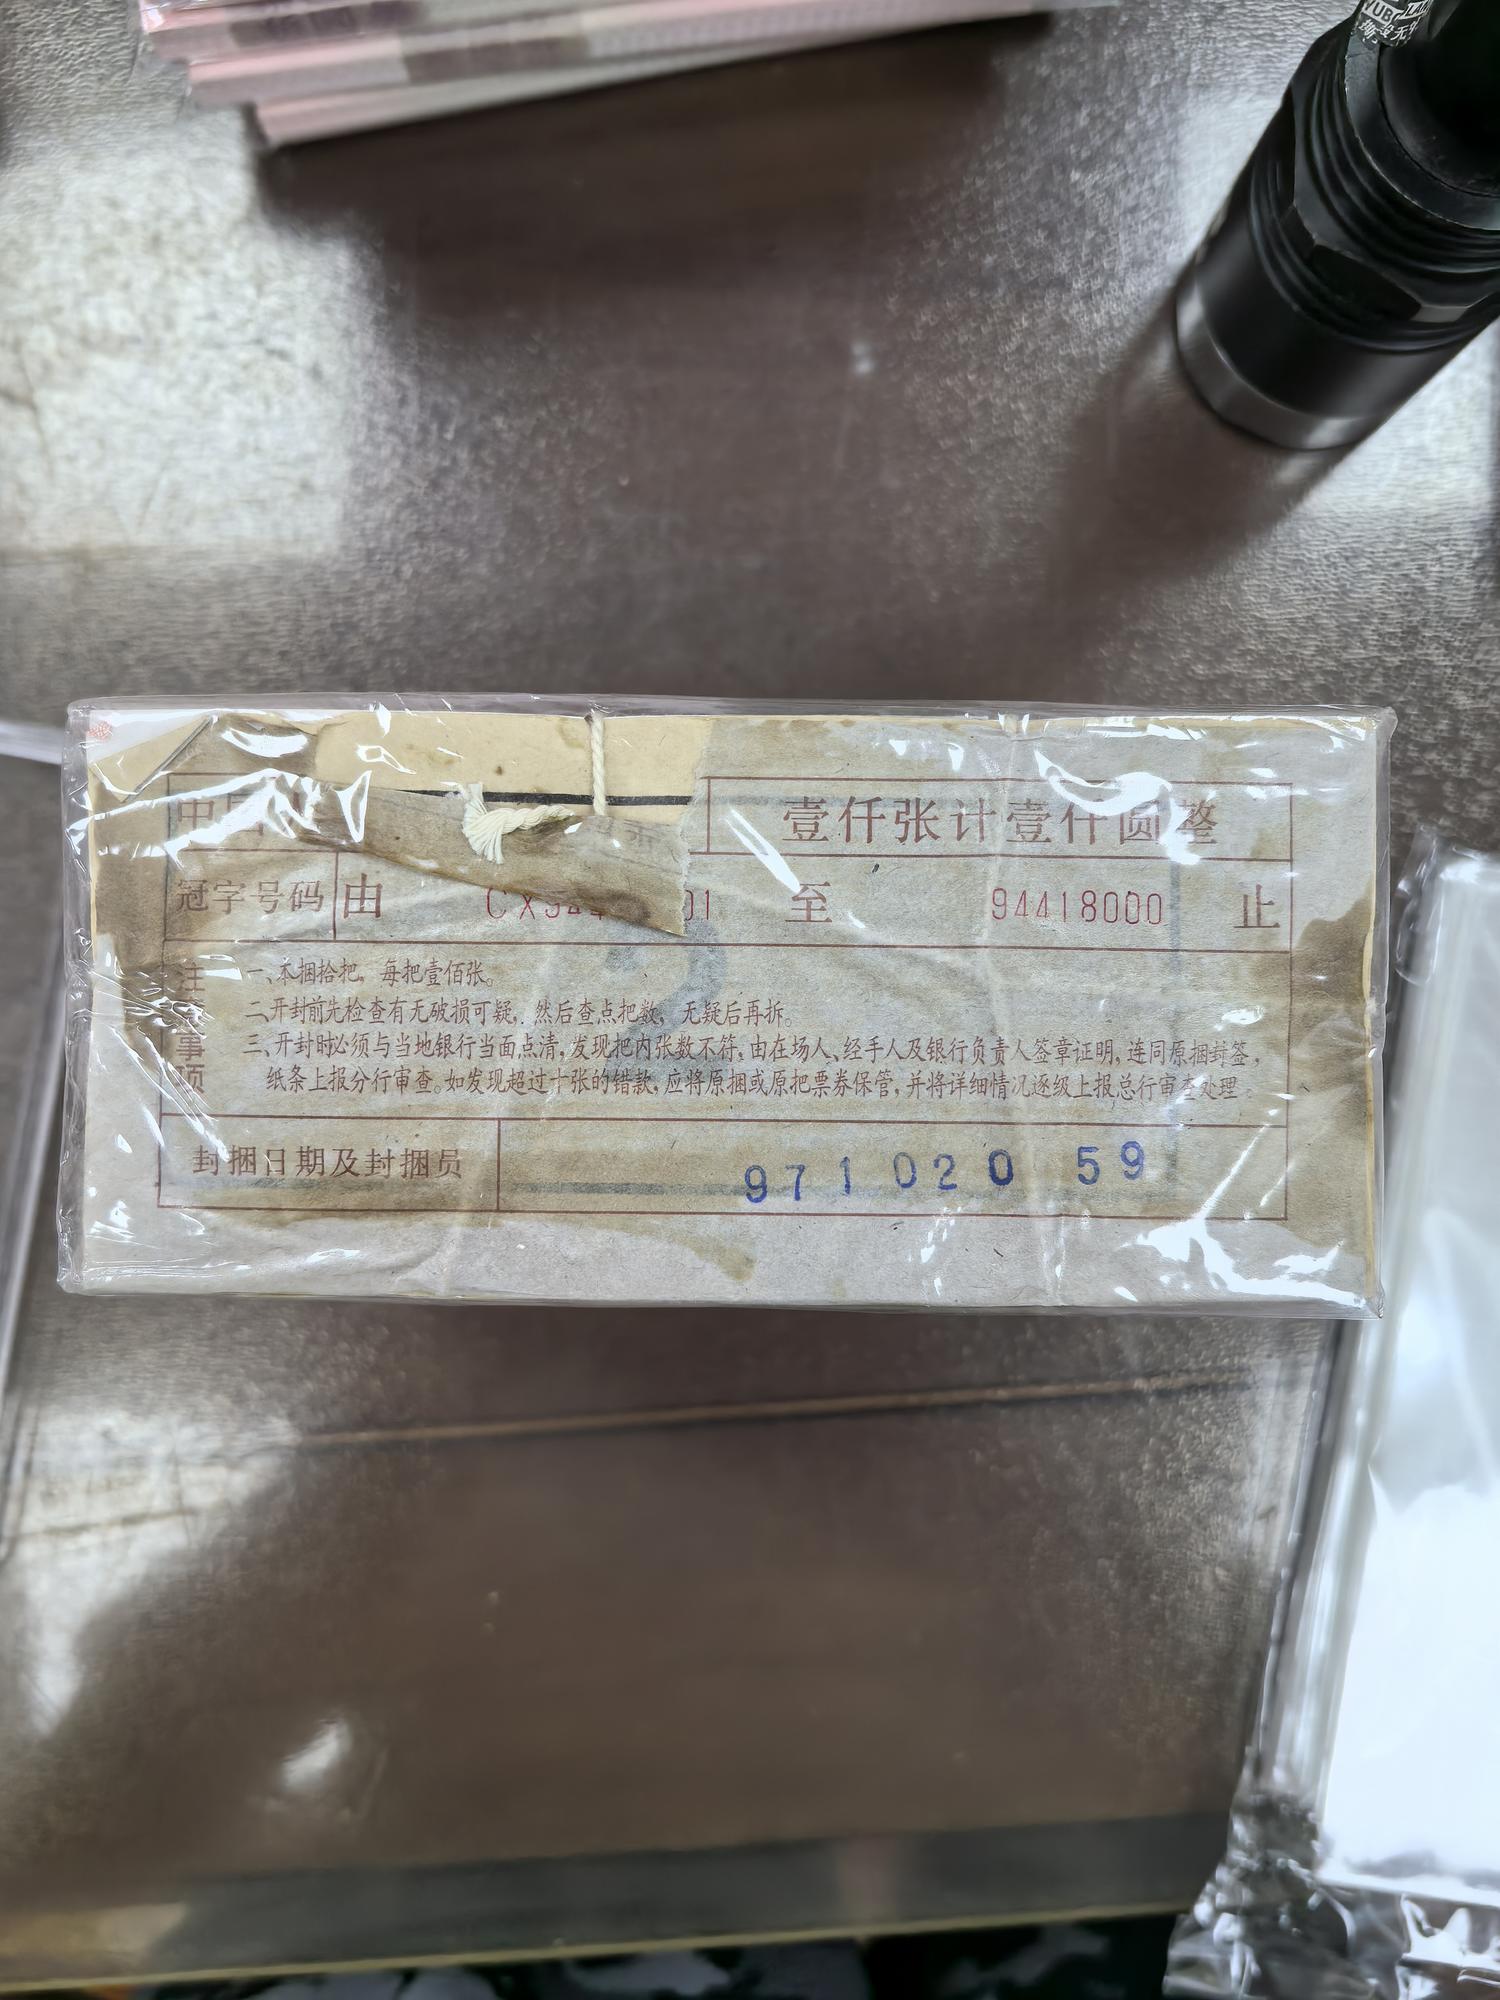 中国
壹仟张计壹仟圆整
冠字号码 由 CX944 01 至 94418000 止
注意事项
一、本捆拾把，每把壹佰张。
二、开封前先检查有无破损可疑，然后查点把数，无疑后再拆。
三、开封时必须与当地银行当面点清，发现把内张数不符，由在场人、经手人及银行负责人签章证明，连同原捆封签，
纸条上报分行审查。如发现超过十张的错款，应将原捆或原把票券保管，并将详细情况逐级上报总行审查处理。
封捆日期及封捆员 971020 59